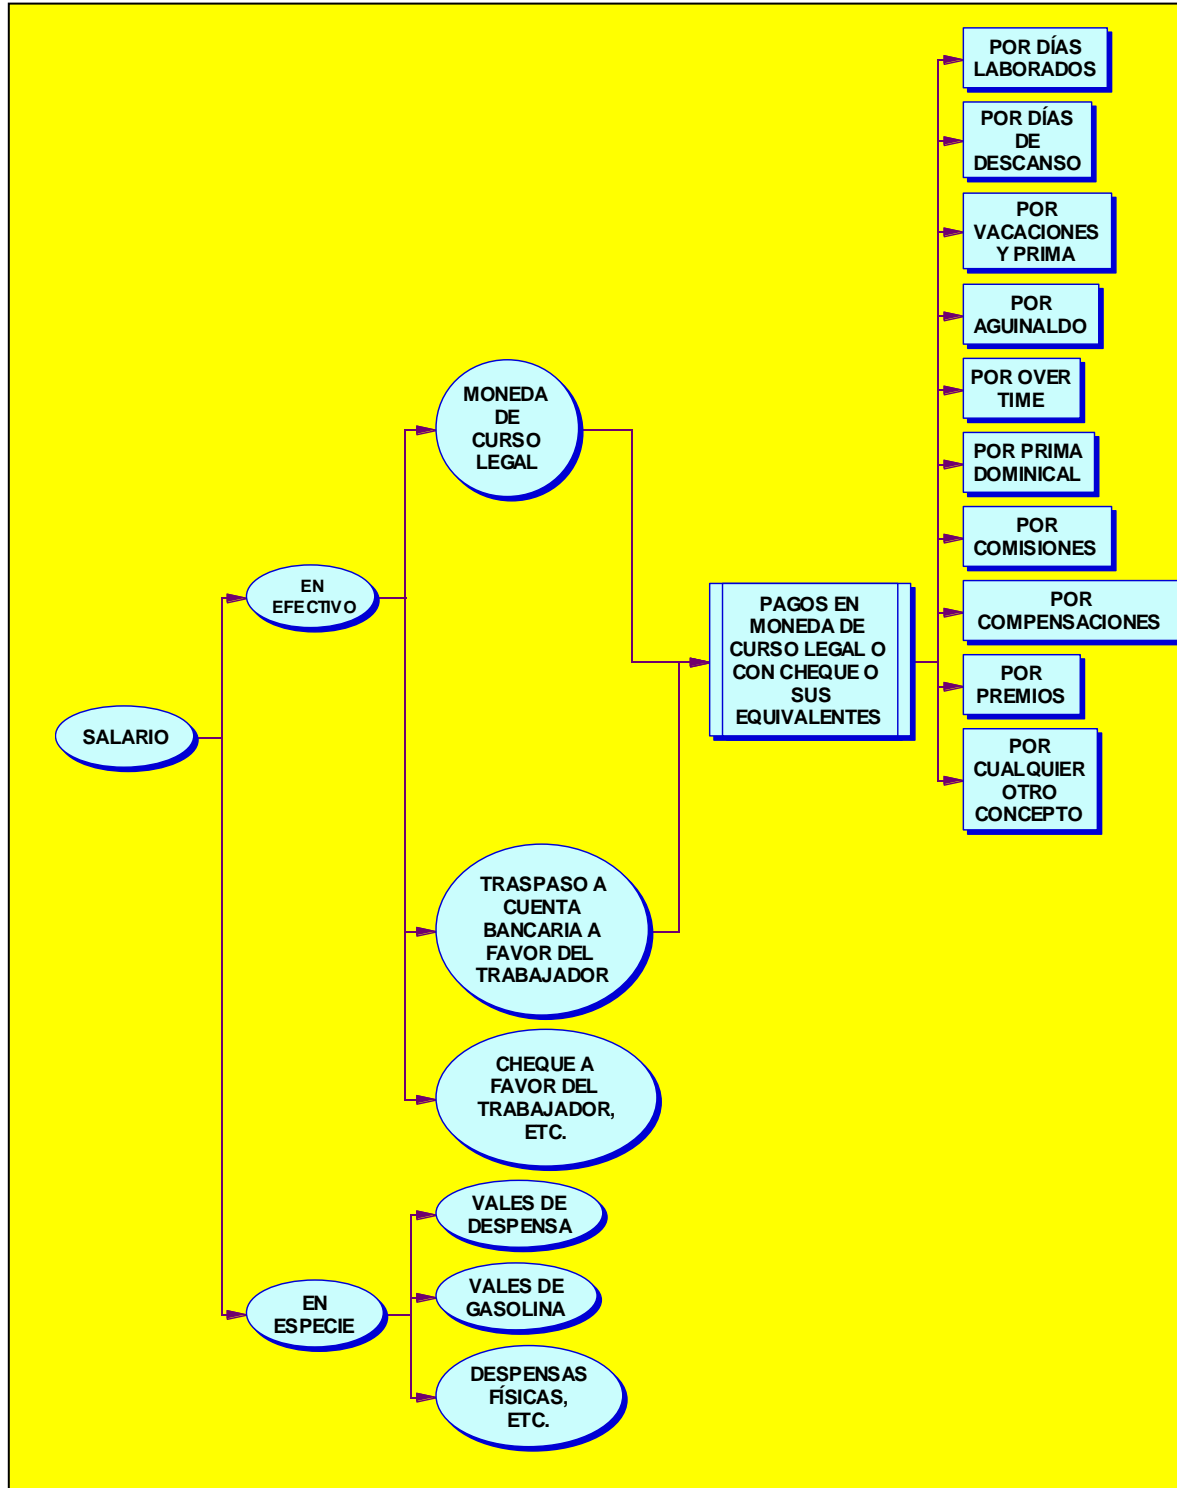 SALARIO
EN
EFECTIVO
EN
ESPECIE
MONEDA
DE
CURSO
LEGAL
TRASPASO A
CUENTA
BANCARIA A
FAVOR DEL
TRABAJADOR
CHEQUE A
FAVOR DEL
TRABAJADOR,
ETC.
VALES DE
DESPENSA
VALES DE
GASOLINA
DESPENSAS
FÍSICAS,
ETC.
PAGOS EN
MONEDA DE
CURSO LEGAL O
CON CHEQUE O
SUS
EQUIVALENTES
POR DÍAS
LABORADOS
POR DÍAS
DE
DESCANSO
POR
VACACIONES
Y PRIMA
POR
AGUINALDO
POR OVER
TIME
POR PRIMA
DOMINICAL
POR
COMISIONES
POR
COMPENSACIONES
POR
PREMIOS
POR
CUALQUIER
OTRO
CONCEPTO